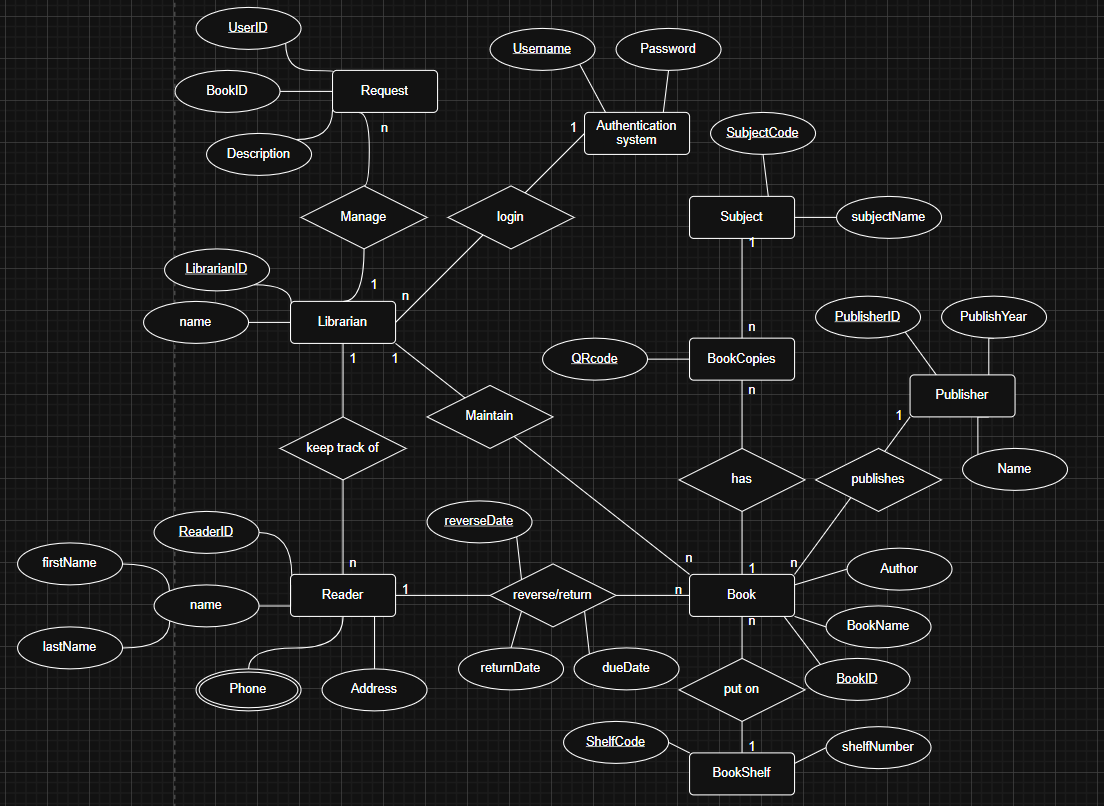 UserID
Username
Password
BookID
Request
Authentication
system
1
n
SubjectCode
Description
Manage
login
Subject
subjectName
1
LibrarianID
1
n
name
Librarian
PublisherID
PublishYear
n
1
1
QRcode
BookCopies
n
Publisher
1
Maintain
keep track of
has
publishes
Name
reverseDate
ReaderID
firstName
n
n
1
n
Author
name
Reader
1
reverse/return
n
Book
n
BookName
lastName
Phone
Address
returnDate
dueDate
put on
BookID
ShelfCode
1
shelfNumber
BookShelf